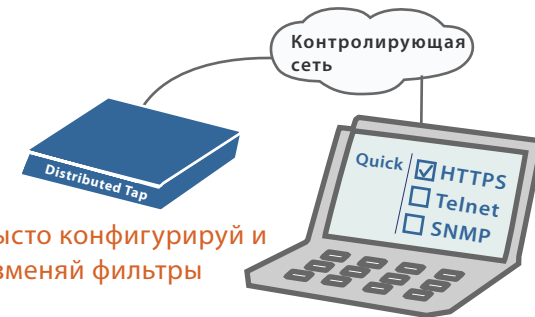 Контролирующая
сеть
Distributed Tap
Quick
HTTPS
Telnet
SNMP
ысто конфигурируй и
зменяй фильтры